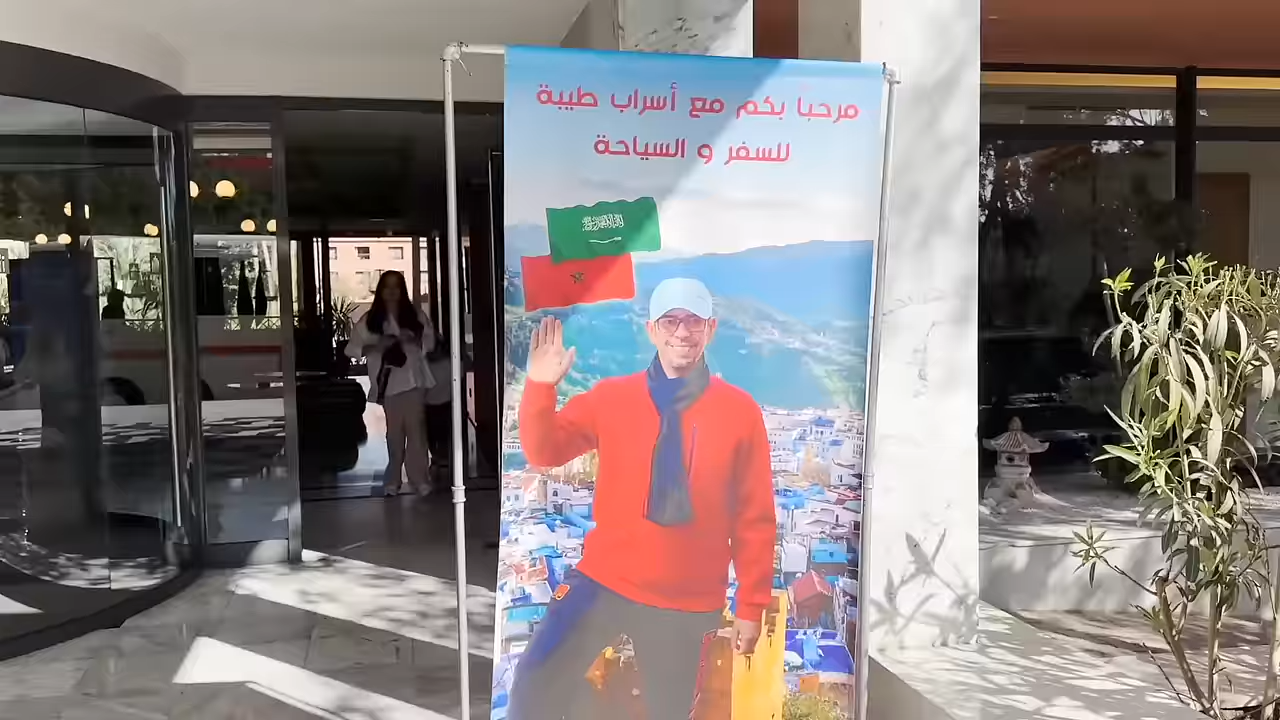 مرحباً بكم مع أسراب طيبة
للسفر و السياحة